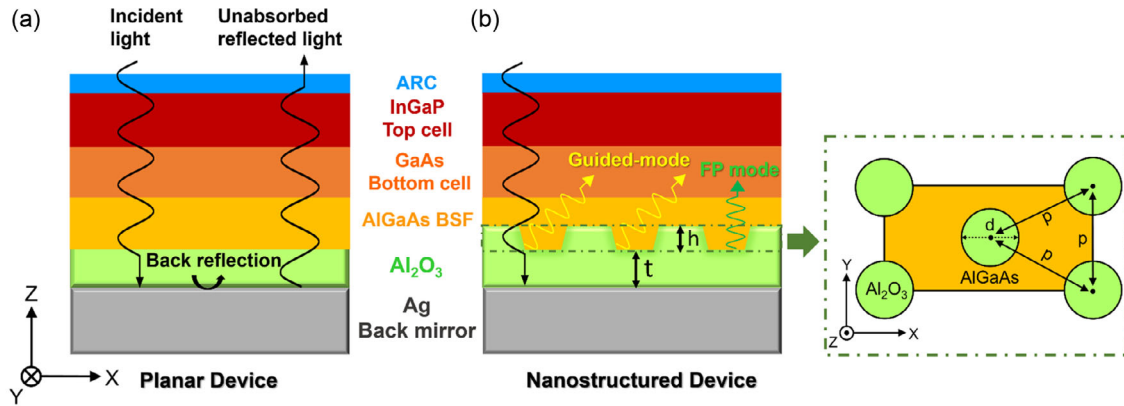 (a)
Incident
light
Unabsorbed
reflected light
(b)
ARC
InGaP
Top cell
GaAs
Bottom cell
AlGaAs BSF
Al₂O₃
Ag
Back mirror
Back reflection
Z
Y
X
Planar Device
Guided-mode
FP mode
h
t
Nanostructured Device
p
d
p
p
AlGaAs
Al₂O₃
Y
Z
X